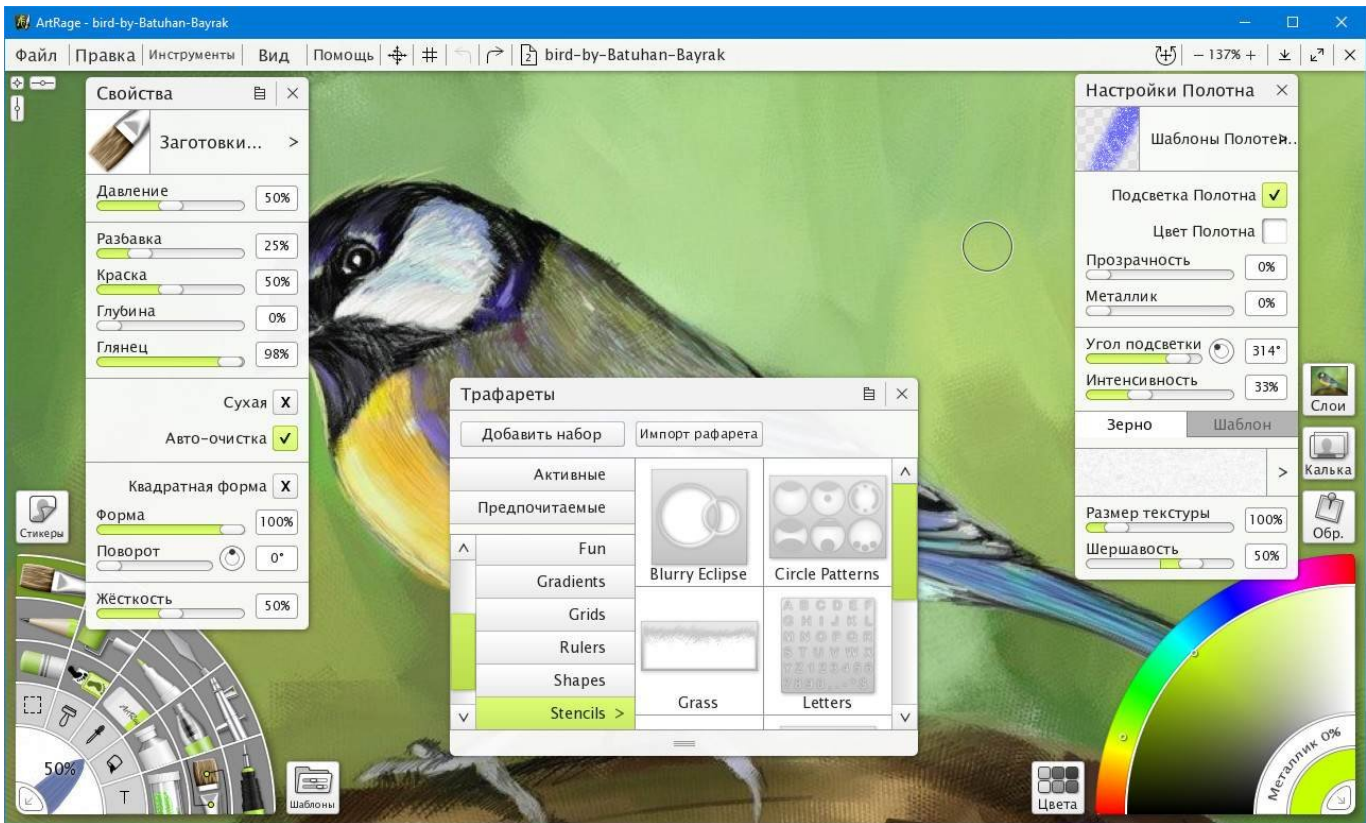 ArtRage - bird-by-Batuhan-Bayrak
Файл Правка Инструменты Вид Помощь 2 bird-by-Batuhan-Bayrak − 137% +
Свойства
Заготовки... >
Давление 50%
Разбавка 25%
Краска 50%
Глубина 0%
Глянец 98%
Сухая X
Авто-очистка
Квадратная форма X
Форма 100%
Поворот 0°
Жёсткость 50%
Стикеры
50%
T
Шаблоны
Трафареты
Добавить набор Импорт рафарета
Активные
Предпочитаемые
Fun
Gradients
Grids
Rulers
Shapes
Stencils >
Blurry Eclipse Circle Patterns
Grass Letters
Настройки Полотна
Шаблоны Полотен...
Подсветка Полотна
Цвет Полотна
Прозрачность 0%
Металлик 0%
Угол подсветки 314°
Интенсивность 33%
Зерно Шаблон
Размер текстуры 100%
Шершавость 50%
Слои
Калька
Обр.
Цвета
Металлик 0%